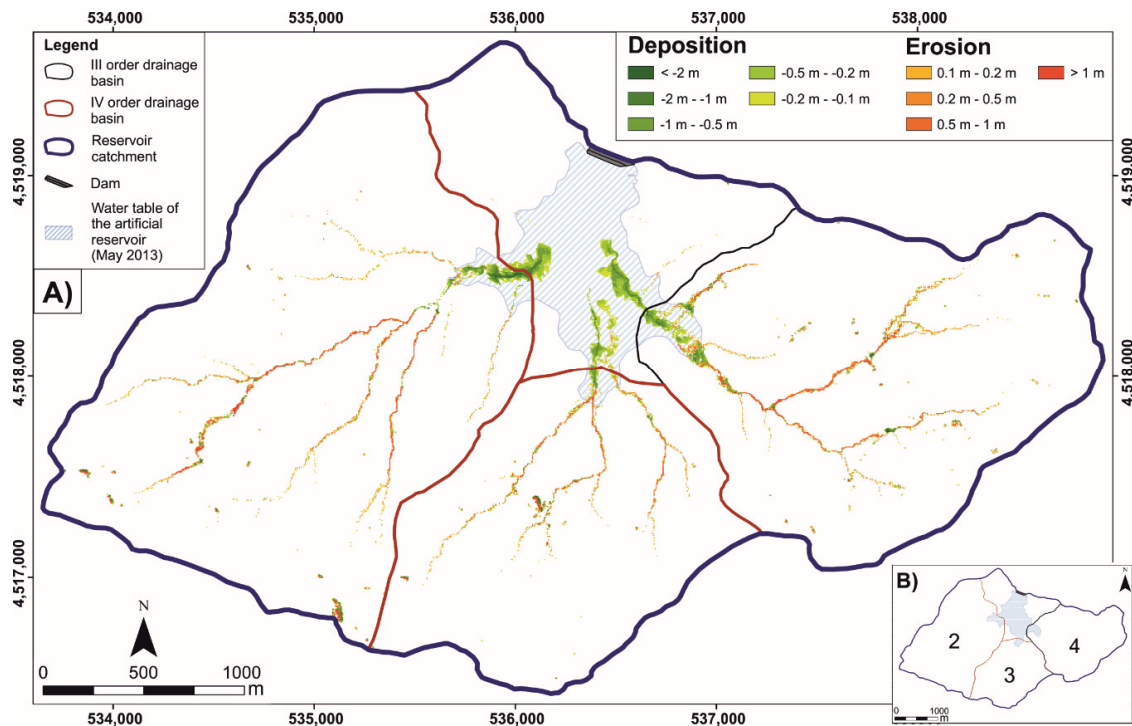 534,000
535,000
536,000
537,000
538,000
Legend
III order drainage
basin
IV order drainage
basin
Reservoir
catchment
Dam
Water table of
the artificial
reservoir
(May 2013)
Deposition
< -2 m
-2 m - -1 m
-1 m - -0.5 m
-0.5 m - -0.2 m
-0.2 m - -0.1 m
Erosion
0.1 m - 0.2 m
0.2 m - 0.5 m
0.5 m - 1 m
> 1 m
4,519,000
4,518,000
4,517,000
4,519,000
4,518,000
A)
N
0 500 1000
m
B)
N
2
3
4
0 1000
m
534,000
535,000
536,000
537,000
538,000